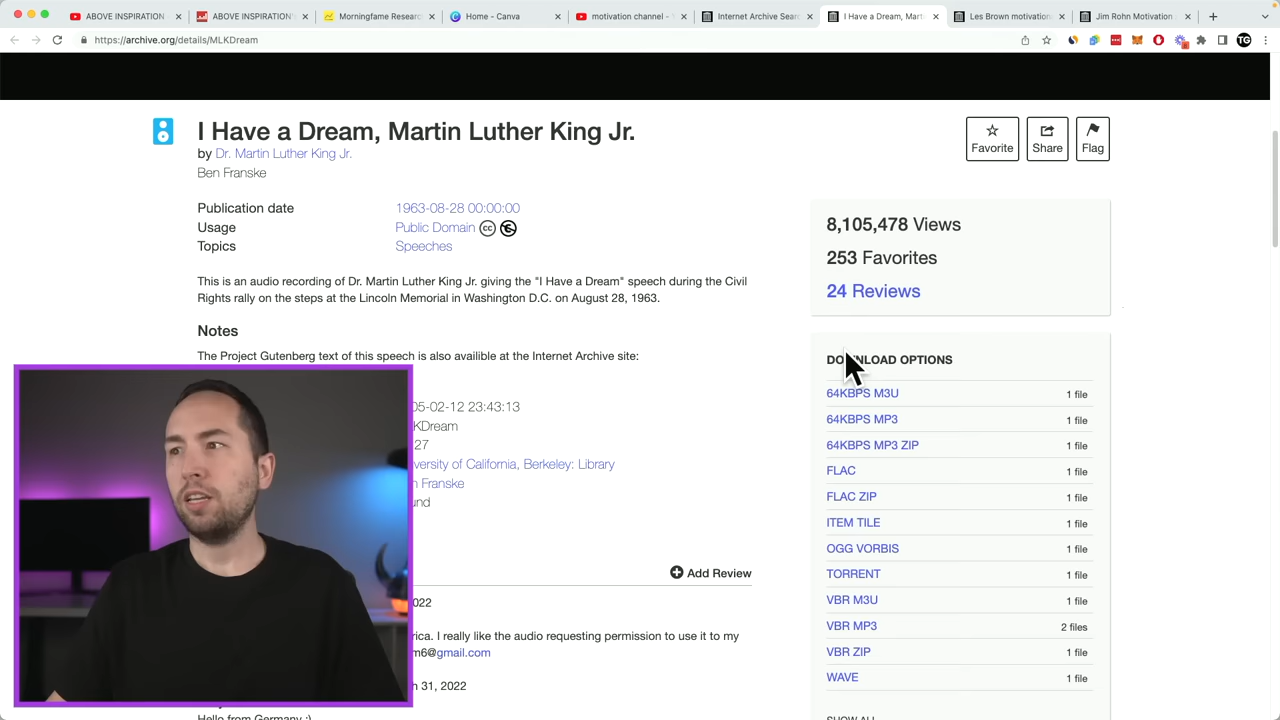 ABOVE INSPIRATION
ABOVE INSPIRATION'
Morningfame Resear
Home - Canva
motivation channel -
Internet Archive Sear
I Have a Dream, Mart
Les Brown motivationa
Jim Rohn Motivation
https://archive.org/details/MLKDream
TG
I Have a Dream, Martin Luther King Jr.
by Dr. Martin Luther King Jr.
Ben Franske
Favorite
Share
Flag
Publication date 1963-08-28 00:00:00
Usage Public Domain
Topics Speeches
This is an audio recording of Dr. Martin Luther King Jr. giving the "I Have a Dream" speech during the Civil
Rights rally on the steps at the Lincoln Memorial in Washington D.C. on August 28, 1963.
Notes
The Project Gutenberg text of this speech is also availible at the Internet Archive site:
05-02-12 23:43:13
KDream
27
versity of California, Berkeley: Library
n Franske
und
Add Review
022
rica. I really like the audio requesting permission to use it to my
m6@gmail.com
h 31, 2022
Hello from Germany :)
8,105,478 Views
253 Favorites
24 Reviews
DOWNLOAD OPTIONS
64KBPS M3U 1 file
64KBPS MP3 1 file
64KBPS MP3 ZIP 1 file
FLAC 1 file
FLAC ZIP 1 file
ITEM TILE 1 file
OGG VORBIS 1 file
TORRENT 1 file
VBR M3U 1 file
VBR MP3 2 files
VBR ZIP 1 file
WAVE 1 file
SHOW ALL